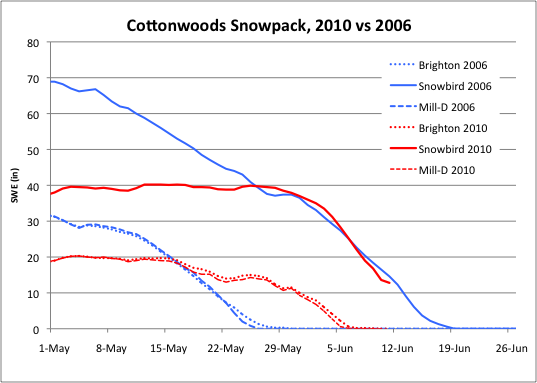 Cottonwoods Snowpack, 2010 vs 2006
80
70
60
50
40
30
20
10
0
SWE (in)
Brighton 2006
Snowbird 2006
Mill-D 2006
Brighton 2010
Snowbird 2010
Mill-D 2010
1-May 8-May 15-May 22-May 29-May 5-Jun 12-Jun 19-Jun 26-Jun